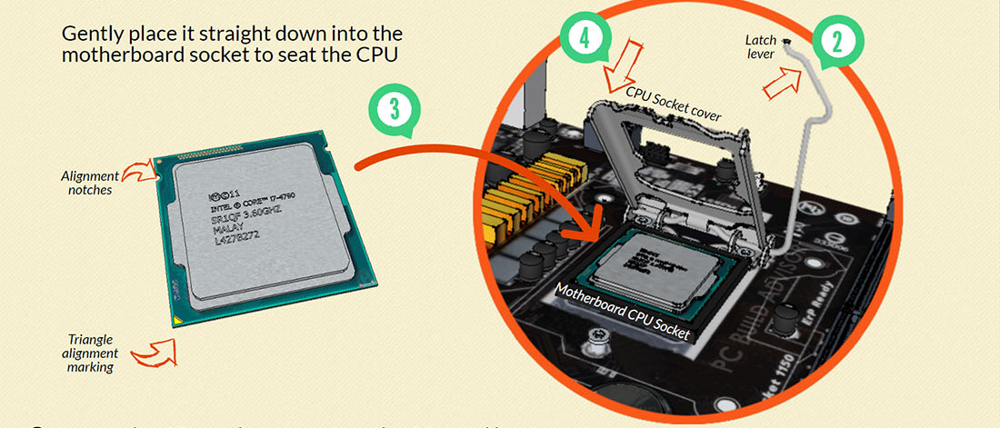 Gently place it straight down into the
motherboard socket to seat the CPU
4
Latch
lever
2
CPU Socket cover
3
Alignment
notches
INTEL © CORE™ I7-4790
SR1QF 3.60GHZ
MALAY
L427B272
Motherboard CPU Socket
ErP Ready
PC BUILD ADVISOR
ket 1150
Triangle
alignment
marking